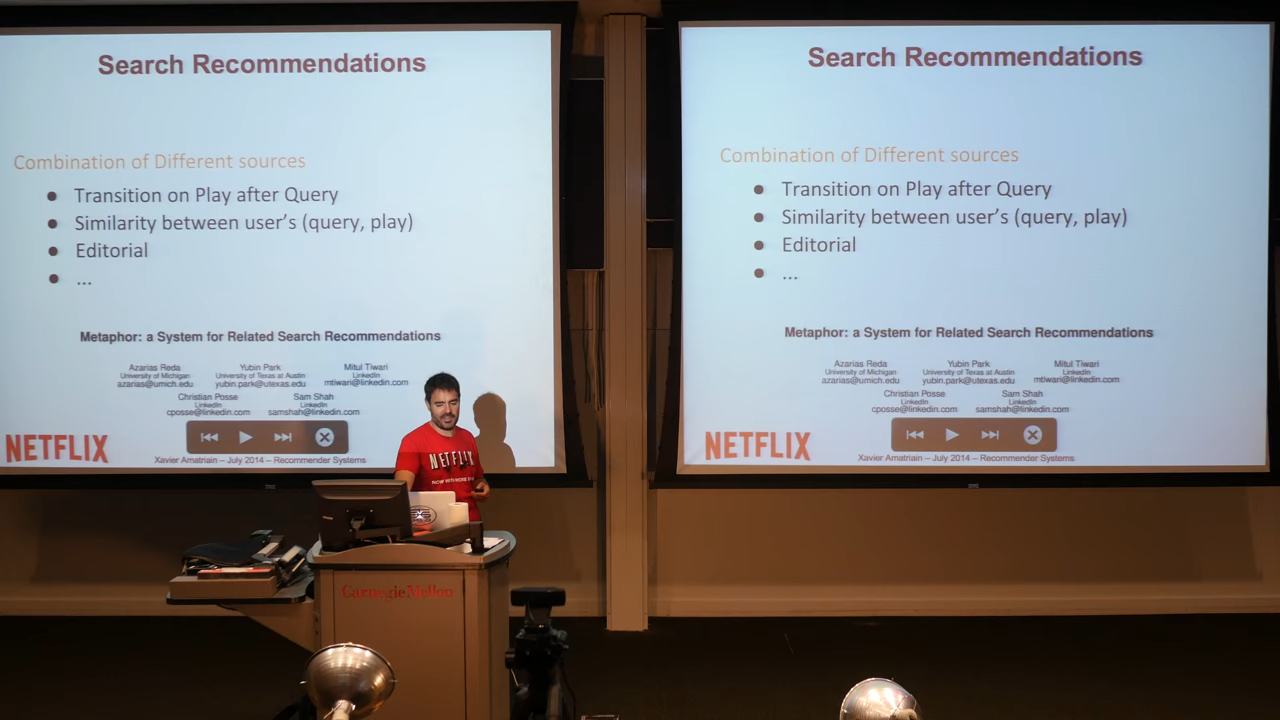 Search Recommendations
Combination of Different sources
● Transition on Play after Query
● Similarity between user's (query, play)
● Editorial
● ...
Metaphor: a System for Related Search Recommendations
Azarias Reda Yubin Park Mitul Tiwari
University of Michigan University of Texas at Austin LinkedIn
azarias@umich.edu yubin.park@utexas.edu mtiwari@linkedin.com
Christian Posse Sam Shah
LinkedIn LinkedIn
cposse@linkedin.com samshah@linkedin.com
NETFLIX
Xavier Amatriain – July 2014 – Recommender Systems
Search Recommendations
Combination of Different sources
● Transition on Play after Query
● Similarity between user's (query, play)
● Editorial
● ...
Metaphor: a System for Related Search Recommendations
Azarias Reda Yubin Park Mitul Tiwari
University of Michigan University of Texas at Austin LinkedIn
azarias@umich.edu yubin.park@utexas.edu mtiwari@linkedin.com
Christian Posse Sam Shah
LinkedIn LinkedIn
cposse@linkedin.com samshah@linkedin.com
NETFLIX
Xavier Amatriain – July 2014 – Recommender Systems
NETFLIX
Carnegie Mellon